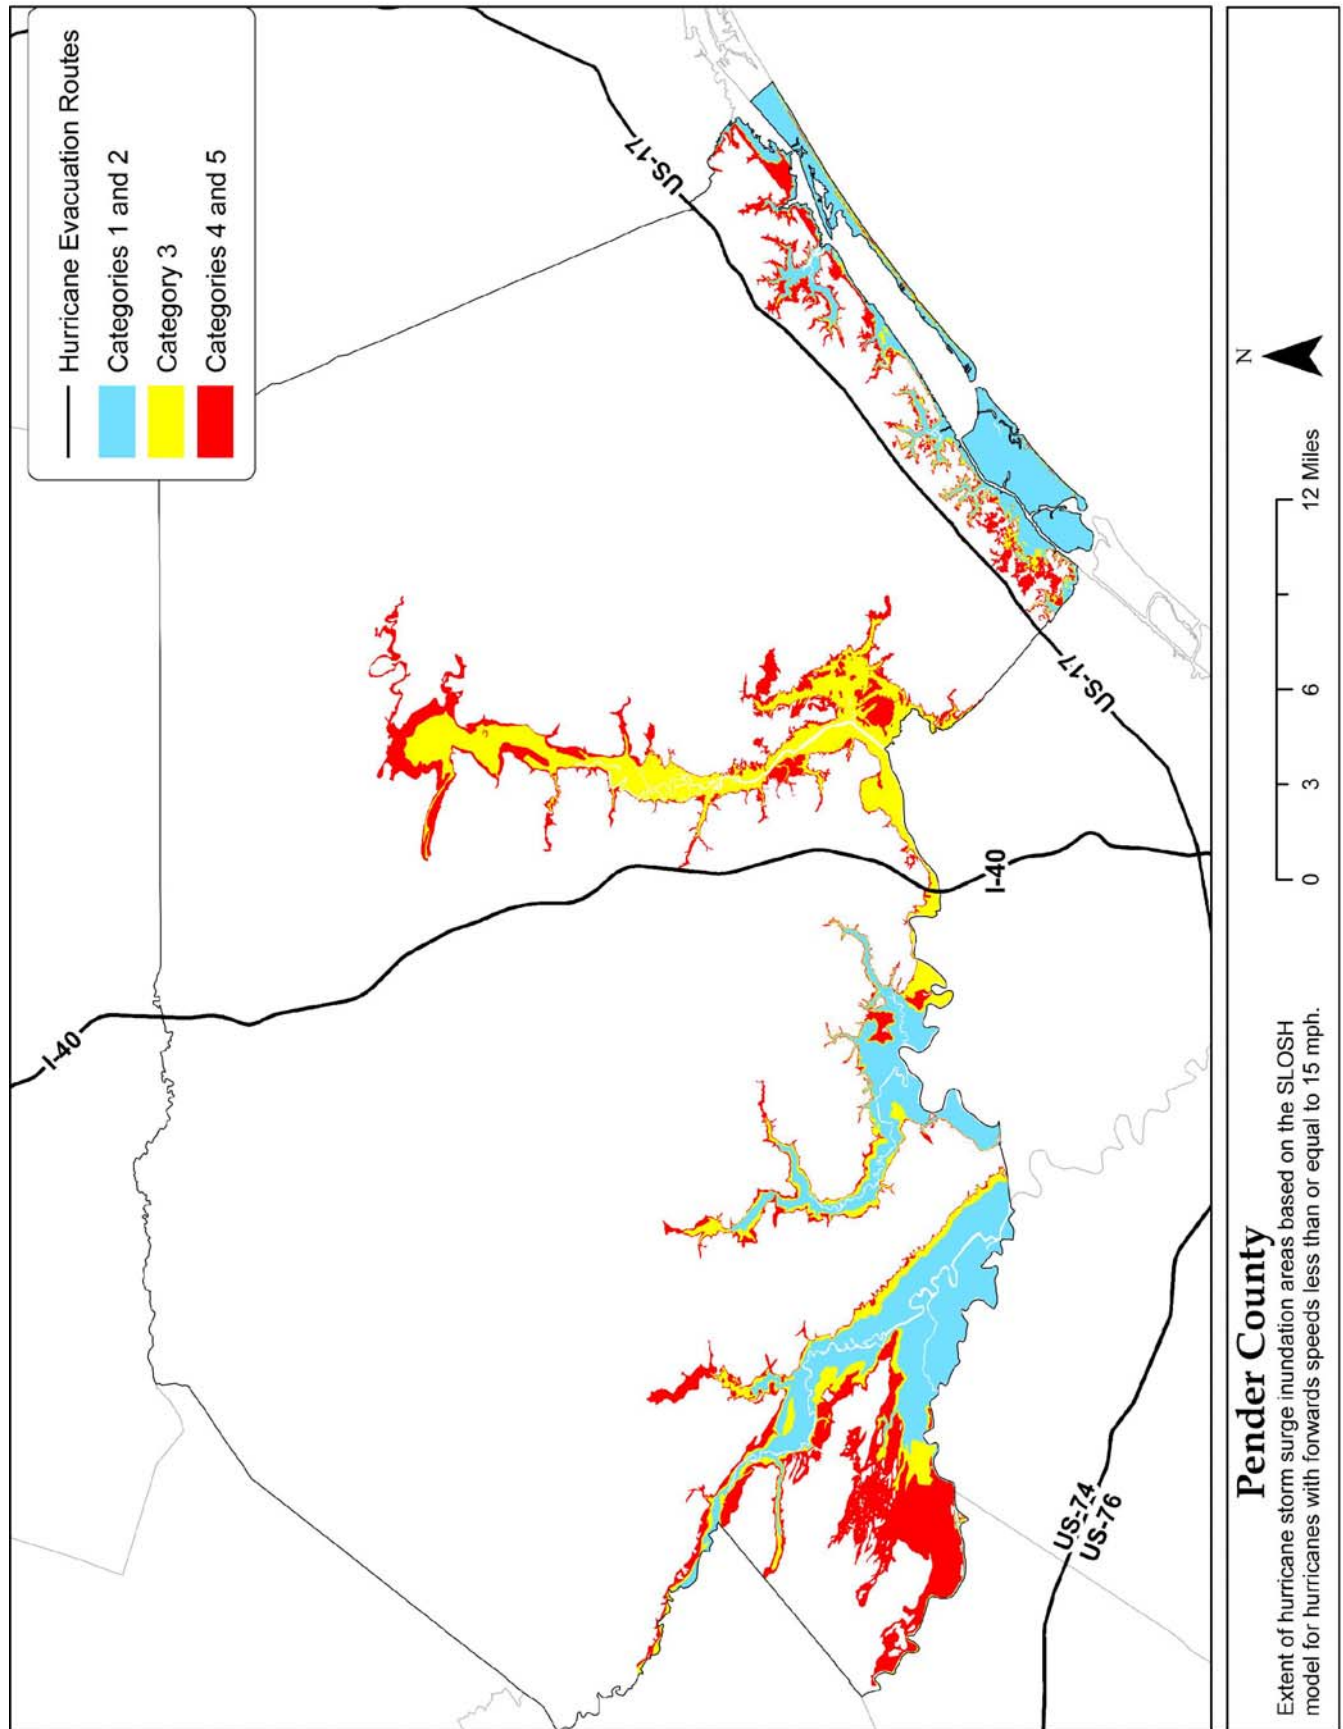 Hurricane Evacuation Routes
Categories 1 and 2
Category 3
Categories 4 and 5
I-40
US-17
I-40
US-17
US-74
US-76
Pender County
Extent of hurricane storm surge inundation areas based on the SLOSH
model for hurricanes with forwards speeds less than or equal to 15 mph.
0 3 6 12 Miles
N